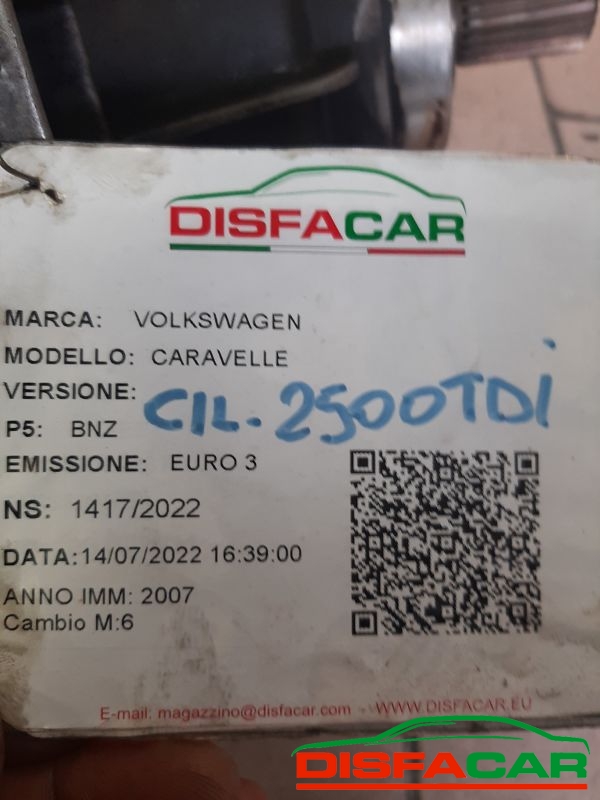 DISFACAR
MARCA: VOLKSWAGEN
MODELLO: CARAVELLE
VERSIONE:
CIL. 2500TDI
P5: BNZ
EMISSIONE: EURO 3
NS: 1417/2022
DATA:14/07/2022 16:39:00
ANNO IMM: 2007
Cambio M:6
E-mail: magazzino@disfacar.com - WWW.DISFACAR.EU
DISFACAR